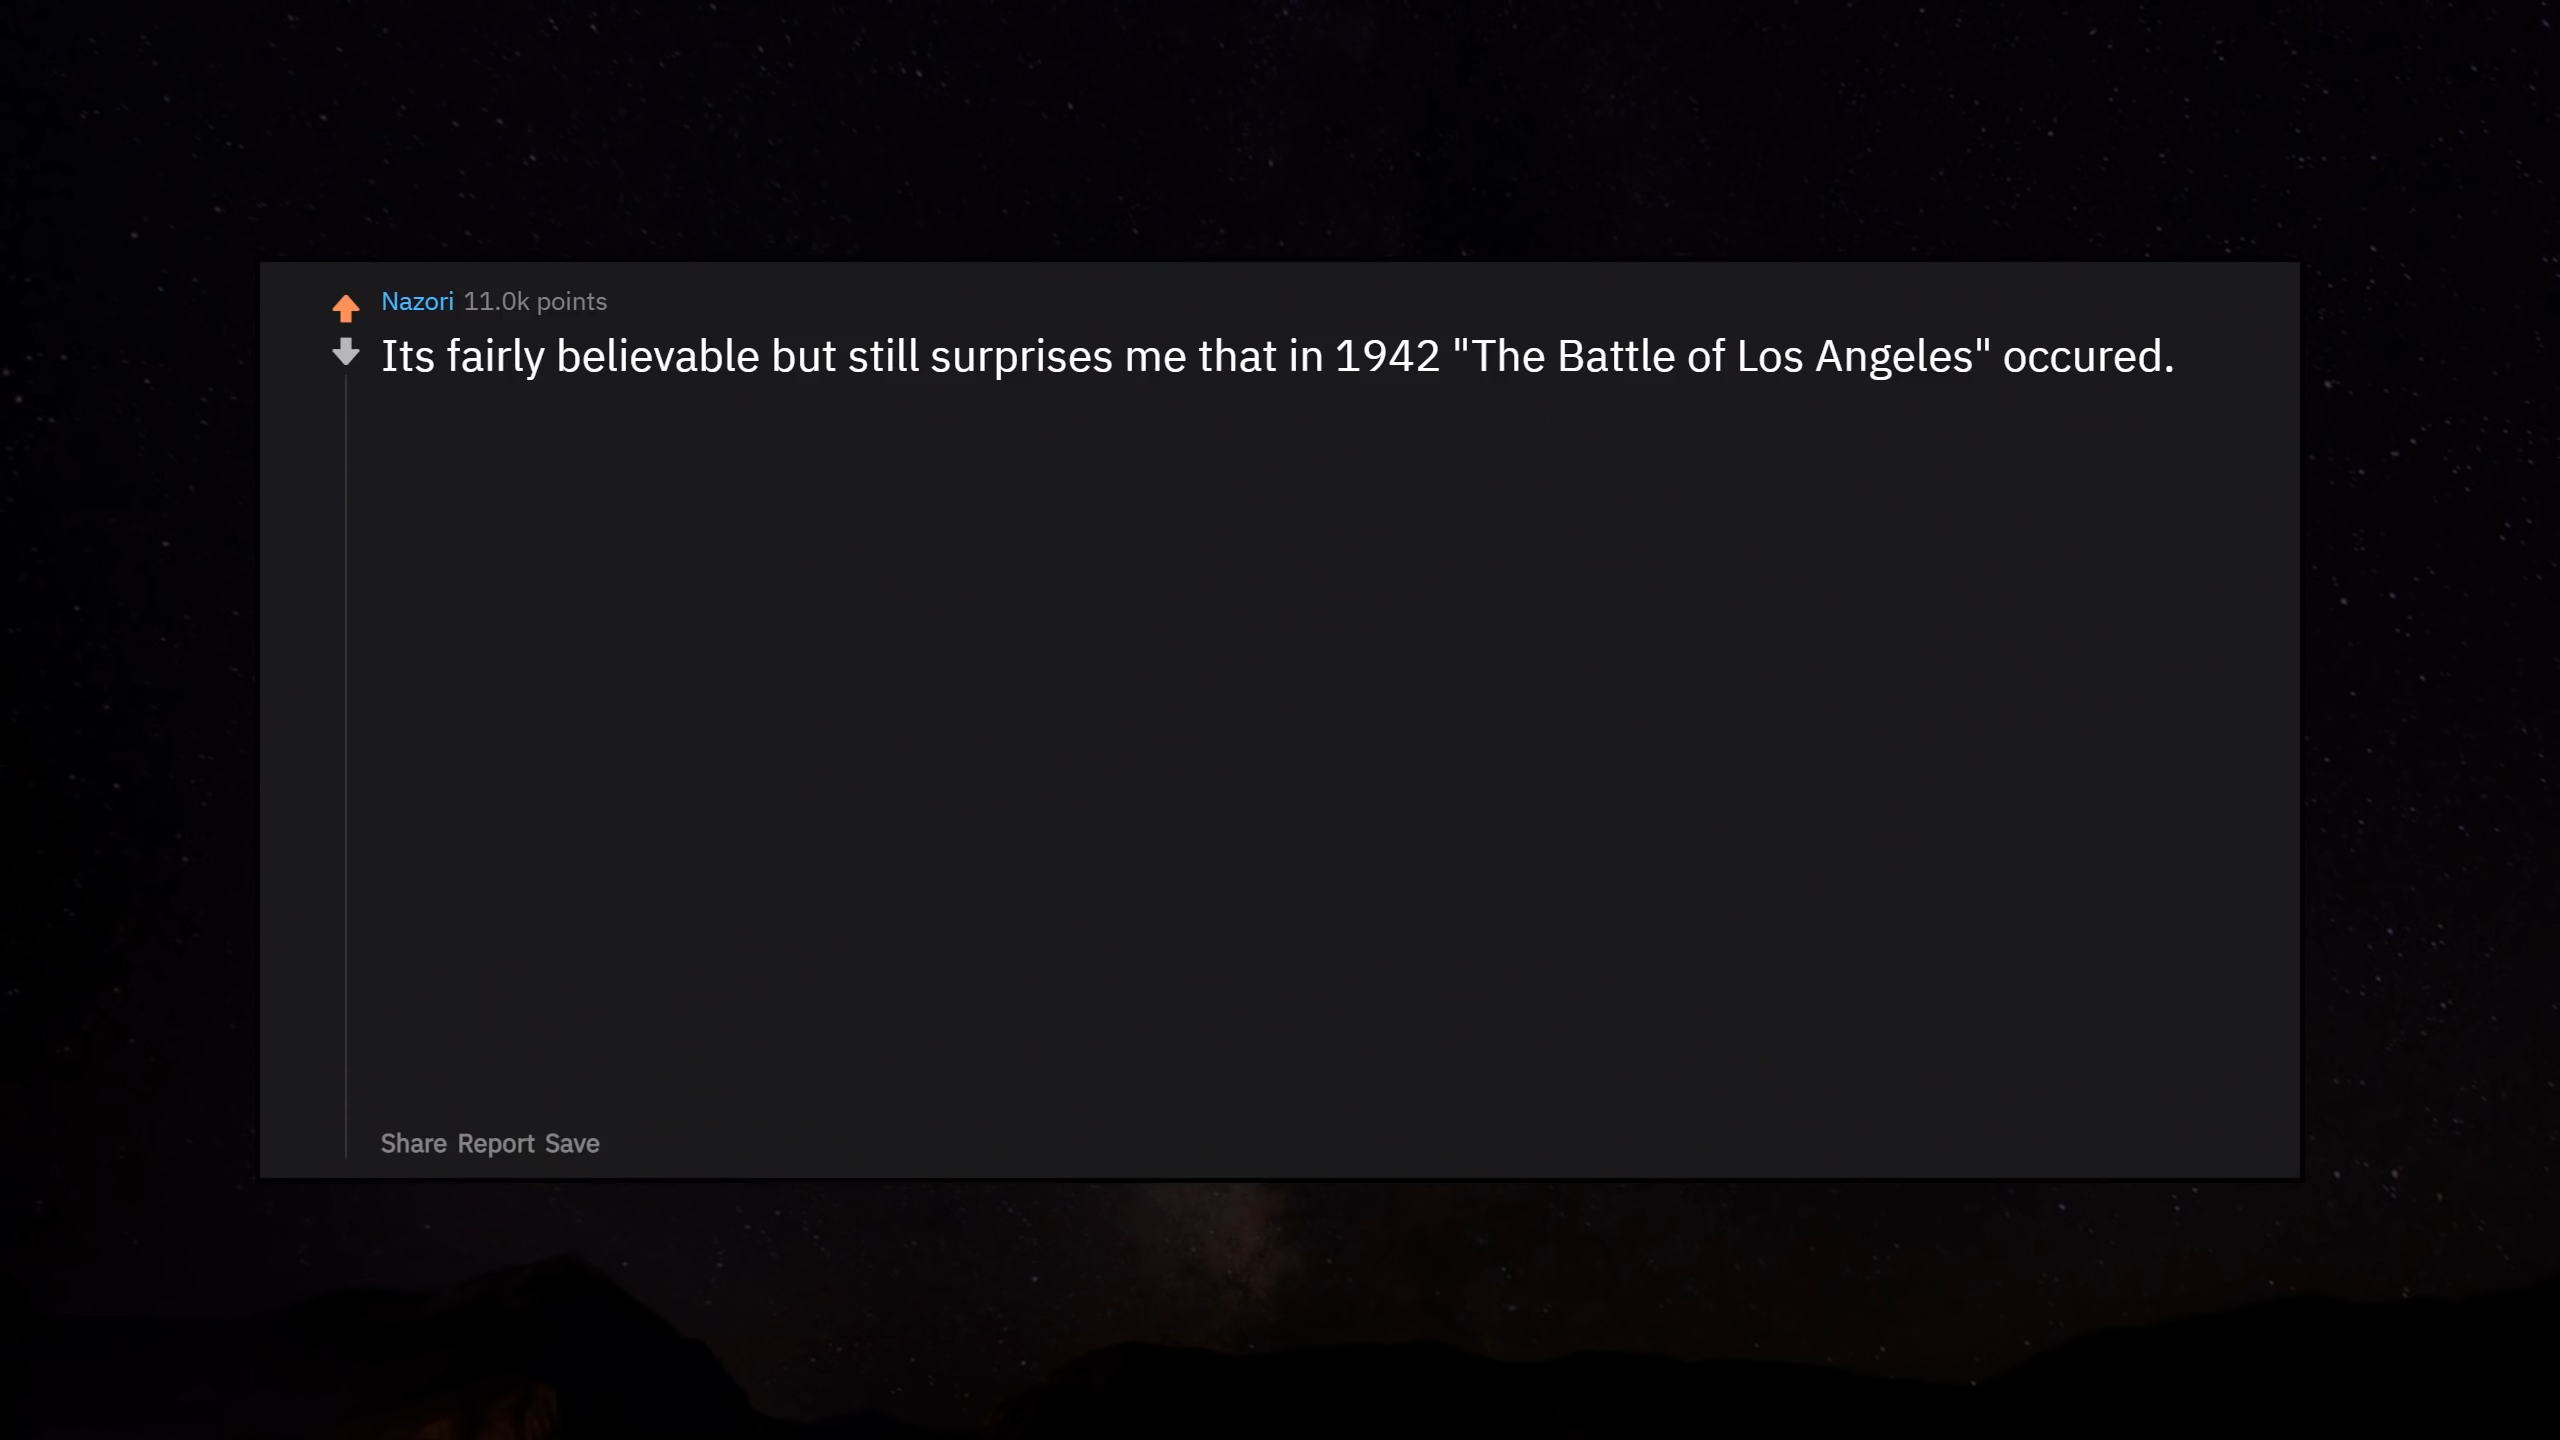 Nazori 11.0k points
Its fairly believable but still surprises me that in 1942 "The Battle of Los Angeles" occured.
Share Report Save